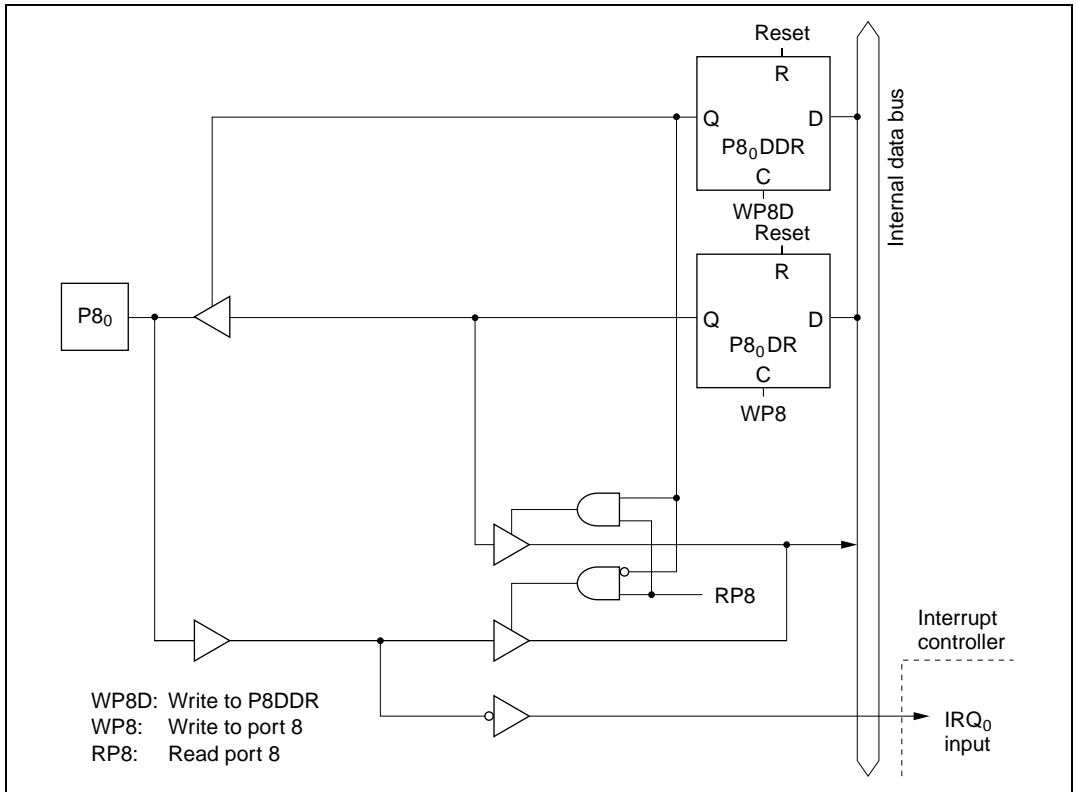 Reset
R
Q D
P8₀DDR
C
WP8D
Reset
R
Q D
P8₀DR
C
WP8
Internal data bus
P8₀
RP8
Interrupt
controller
IRQ₀
input
WP8D: Write to P8DDR
WP8: Write to port 8
RP8: Read port 8